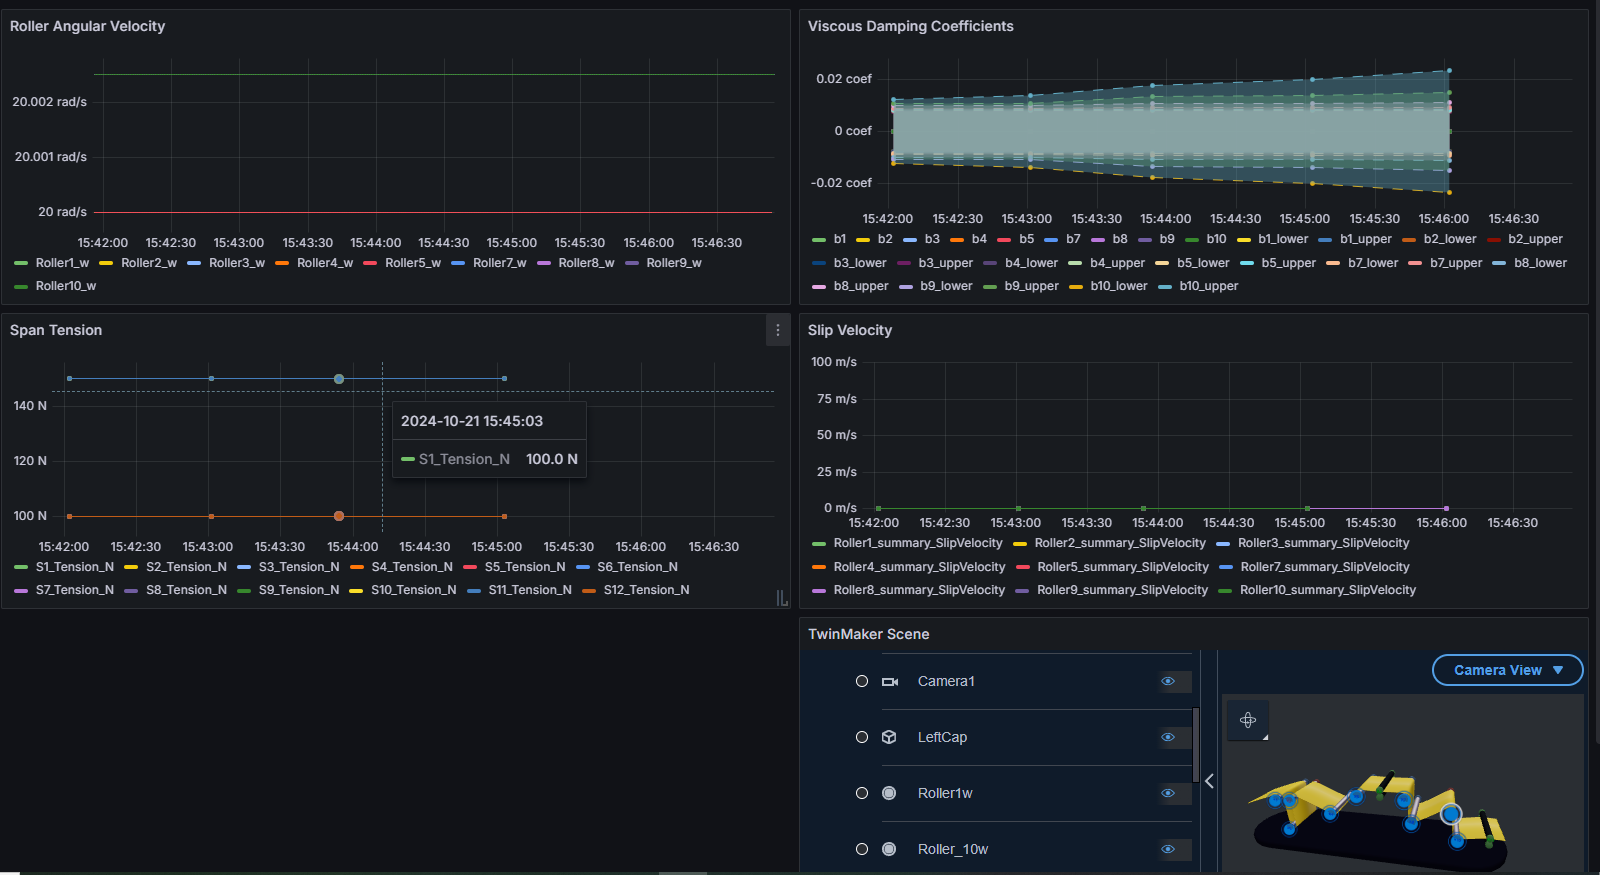 Roller Angular Velocity
20.002 rad/s
20.001 rad/s
20 rad/s
15:42:00 15:42:30 15:43:00 15:43:30 15:44:00 15:44:30 15:45:00 15:45:30 15:46:00 15:46:30
Roller1_w Roller2_w Roller3_w Roller4_w Roller5_w Roller7_w Roller8_w Roller9_w
Roller10_w
Viscous Damping Coefficients
0.02 coef
0 coef
-0.02 coef
15:42:00 15:42:30 15:43:00 15:43:30 15:44:00 15:44:30 15:45:00 15:45:30 15:46:00 15:46:30
b1 b2 b3 b4 b5 b7 b8 b9 b10 b1_lower b1_upper b2_lower b2_upper
b3_lower b3_upper b4_lower b4_upper b5_lower b5_upper b7_lower b7_upper b8_lower
b8_upper b9_lower b9_upper b10_lower b10_upper
Span Tension
140 N
120 N
100 N
2024-10-21 15:45:03
S1_Tension_N 100.0 N
15:42:00 15:42:30 15:43:00 15:43:30 15:44:00 15:44:30 15:45:00 15:45:30 15:46:00 15:46:30
S1_Tension_N S2_Tension_N S3_Tension_N S4_Tension_N S5_Tension_N S6_Tension_N
S7_Tension_N S8_Tension_N S9_Tension_N S10_Tension_N S11_Tension_N S12_Tension_N
Slip Velocity
100 m/s
75 m/s
50 m/s
25 m/s
0 m/s
15:42:00 15:42:30 15:43:00 15:43:30 15:44:00 15:44:30 15:45:00 15:45:30 15:46:00 15:46:30
Roller1_summary_SlipVelocity Roller2_summary_SlipVelocity Roller3_summary_SlipVelocity
Roller4_summary_SlipVelocity Roller5_summary_SlipVelocity Roller7_summary_SlipVelocity
Roller8_summary_SlipVelocity Roller9_summary_SlipVelocity Roller10_summary_SlipVelocity
TwinMaker Scene
Camera1
LeftCap
Roller1w
Roller_10w
Camera View